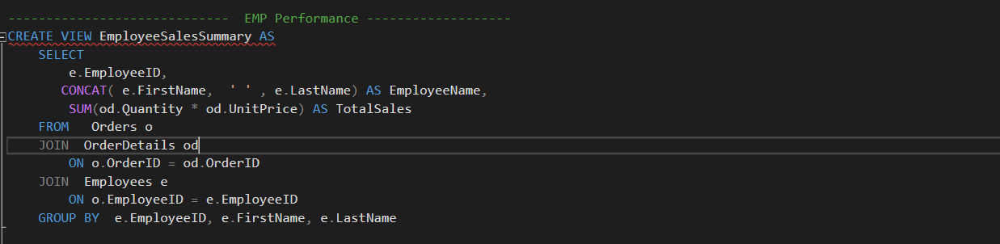 ----------------------------- EMP Performance -------------------
CREATE VIEW EmployeeSalesSummary AS
SELECT
e.EmployeeID,
CONCAT( e.FirstName, ' ' , e.LastName) AS EmployeeName,
SUM(od.Quantity * od.UnitPrice) AS TotalSales
FROM Orders o
JOIN OrderDetails od
ON o.OrderID = od.OrderID
JOIN Employees e
ON o.EmployeeID = e.EmployeeID
GROUP BY e.EmployeeID, e.FirstName, e.LastName